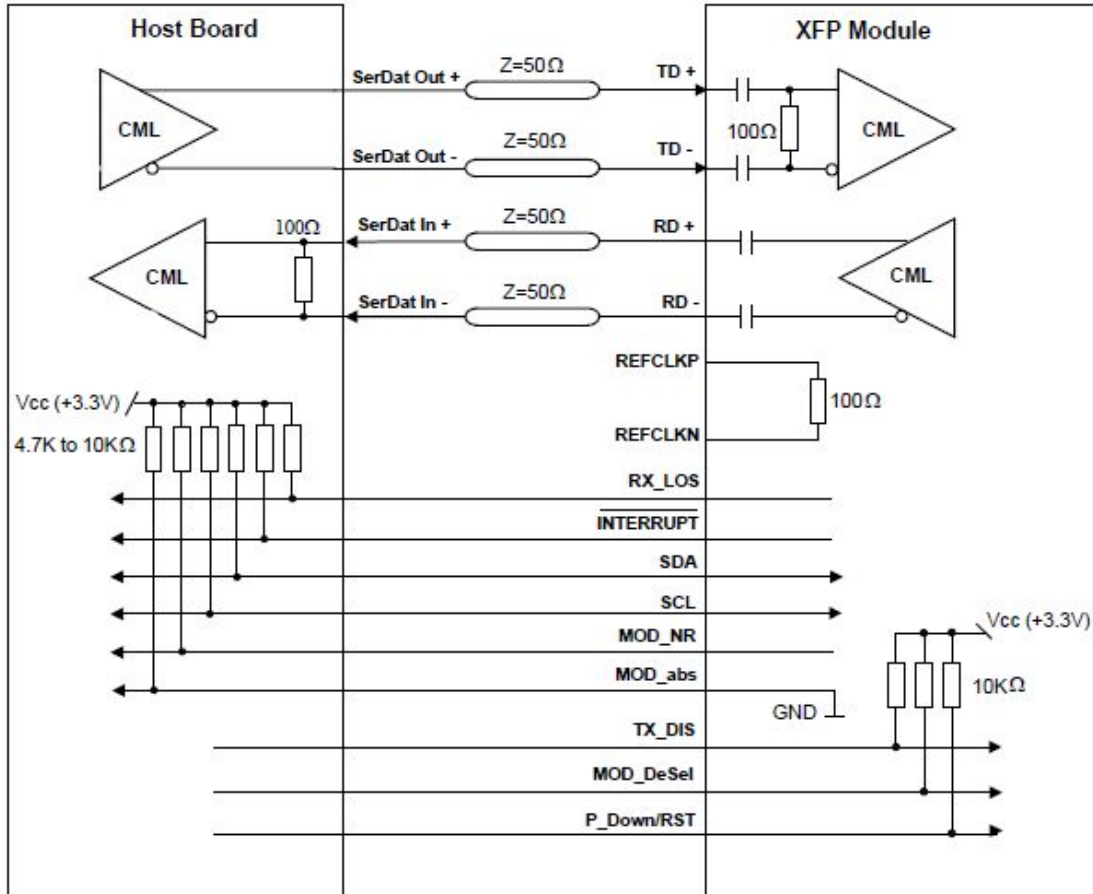 Host Board
XFP Module
SerDat Out +
Z=50Ω
TD +
CML
100Ω
CML
SerDat Out -
Z=50Ω
TD -
100Ω
SerDat In +
Z=50Ω
RD +
CML
CML
SerDat In -
Z=50Ω
RD -
REFCLKP
100Ω
REFCLKN
Vcc (+3.3V)
4.7K to 10KΩ
RX_LOS
INTERRUPT
SDA
SCL
Vcc (+3.3V)
MOD_NR
MOD_abs
10KΩ
GND
TX_DIS
MOD_DeSel
P_Down/RST